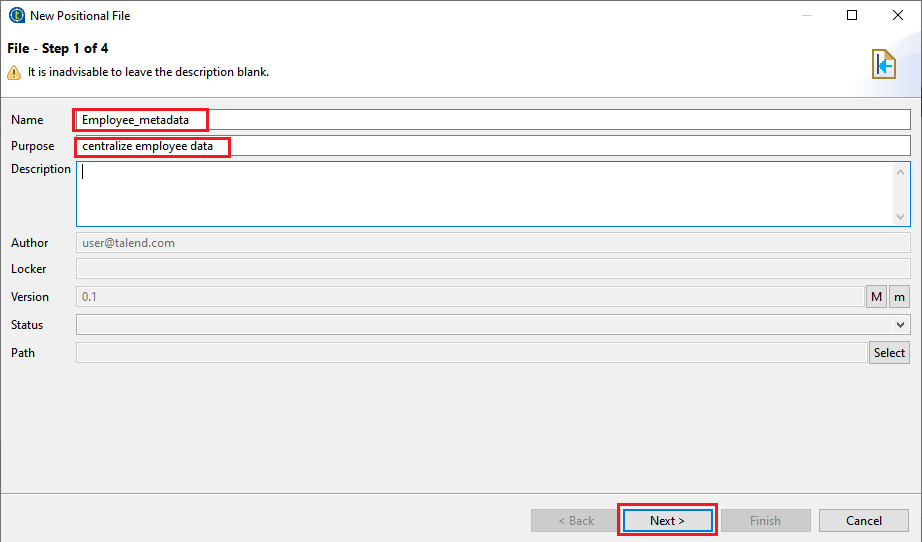 New Positional File
File - Step 1 of 4
It is inadvisable to leave the description blank.
Name Employee_metadata
Purpose centralize employee data
Description
Author user@talend.com
Locker
Version 0.1 M m
Status
Path Select
< Back Next > Finish Cancel